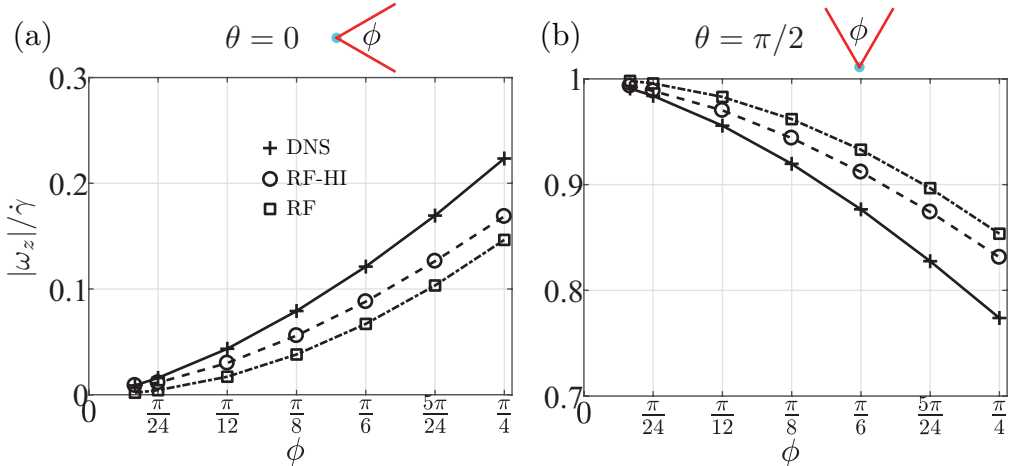 (a) θ = 0 ϕ
|ω_z|/γ̇
0.3
0.2
0.1
0
DNS
RF-HI
RF
0 π/24 π/12 π/8 π/6 5π/24 π/4
ϕ
(b) θ = π/2 ϕ
1
0.9
0.8
0.7
0 π/24 π/12 π/8 π/6 5π/24 π/4
ϕ